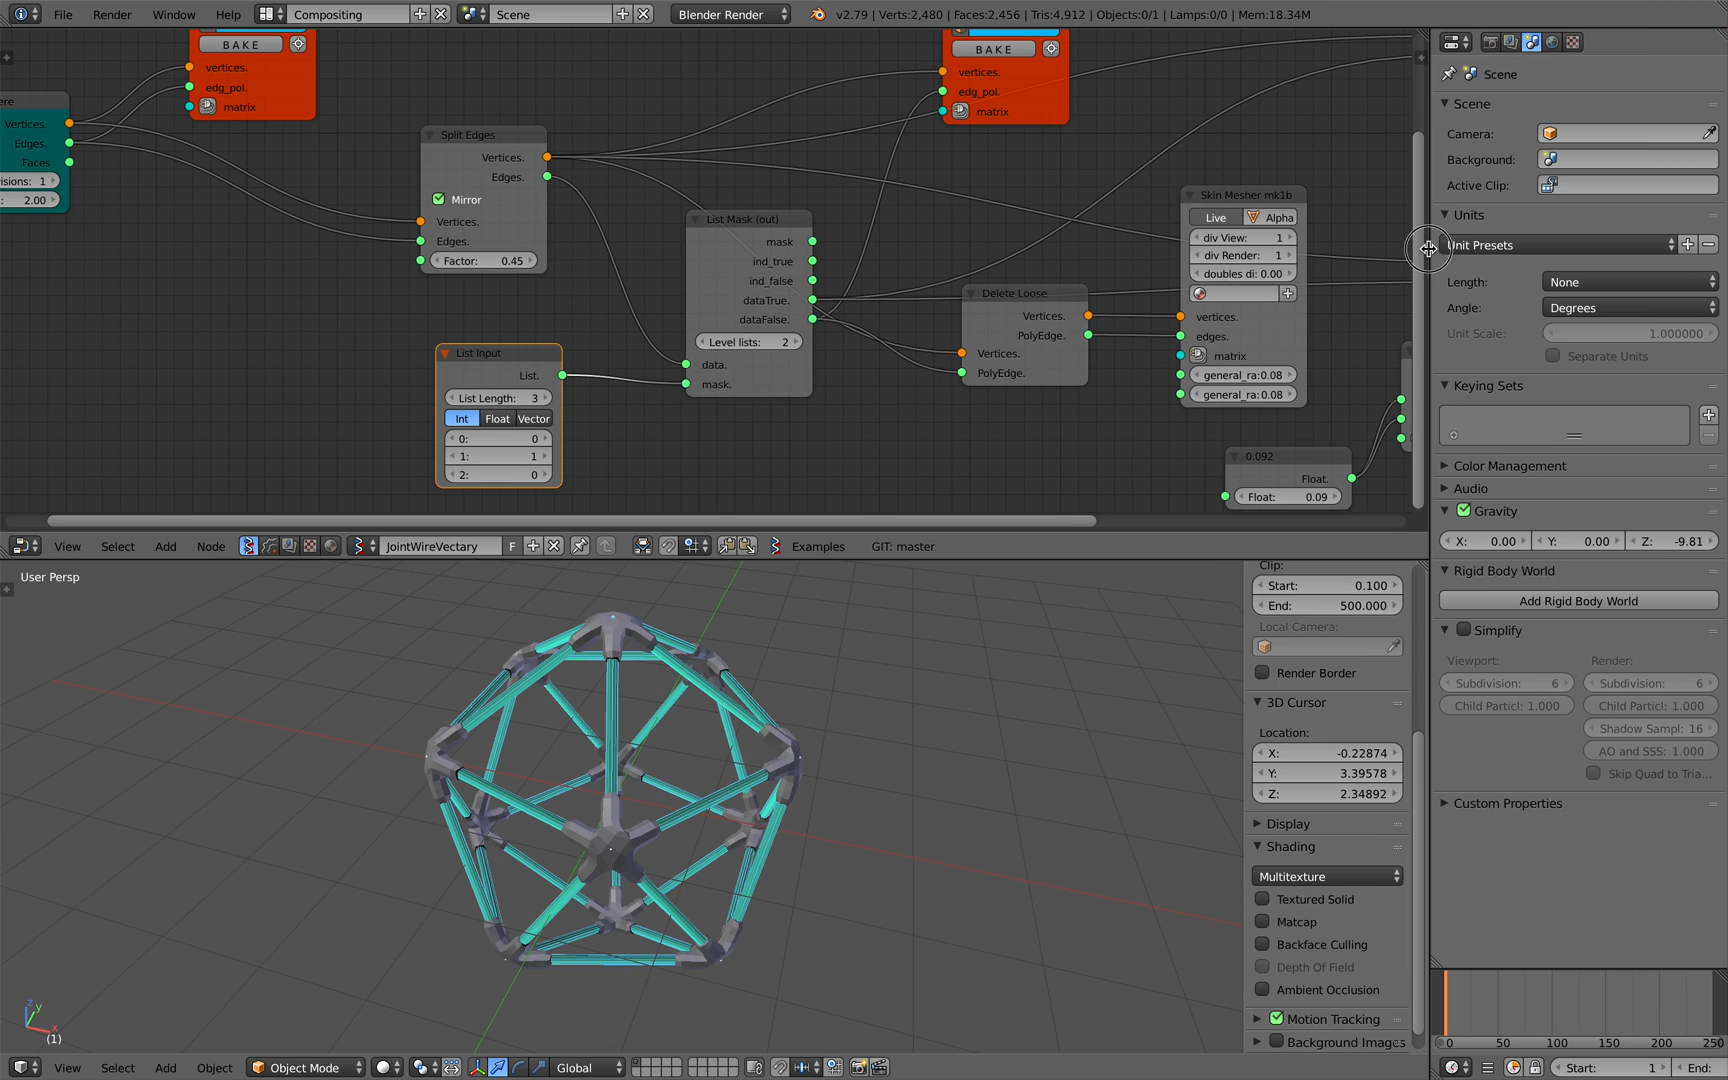 File Render Window Help Compositing Scene Blender Render v2.79 | Verts:2,480 | Faces:2,456 | Tris:4,912 | Objects:0/1 | Lamps:0/0 | Mem:18.34M
BAKE
vertices.
edg_pol.
matrix
BAKE
vertices.
edg_pol.
matrix
ere
Vertices.
Edges.
Faces
isions: 1
: 2.00
Split Edges
Vertices.
Edges.
Mirror
Vertices.
Edges.
Factor: 0.45
List Mask (out)
mask
ind_true
ind_false
dataTrue.
dataFalse.
Level lists: 2
data.
mask.
List Input
List.
List Length: 3
Int Float Vector
0: 0
1: 1
2: 0
Delete Loose
Vertices.
PolyEdge.
Vertices.
PolyEdge.
Skin Mesher mk1b
Live Alpha
div View: 1
div Render: 1
doubles di: 0.00
vertices.
edges.
matrix
general_ra: 0.08
general_ra: 0.08
0.092
Float.
Float: 0.09
View Select Add Node JointWireVectary F Examples GIT: master
User Persp
z
y
x
(1)
Clip:
Start: 0.100
End: 500.000
Local Camera:
Render Border
3D Cursor
Location:
X: -0.22874
Y: 3.39578
Z: 2.34892
Display
Shading
Multitexture
Textured Solid
Matcap
Backface Culling
Depth Of Field
Ambient Occlusion
Motion Tracking
Background Images
View Select Add Object Object Mode Global
Scene
Scene
Camera:
Background:
Active Clip:
Units
Unit Presets
Length: None
Angle: Degrees
Unit Scale: 1.000000
Separate Units
Keying Sets
Color Management
Audio
Gravity
X: 0.00 Y: 0.00 Z: -9.81
Rigid Body World
Add Rigid Body World
Simplify
Viewport: Render:
Subdivision: 6 Subdivision: 6
Child Particl: 1.000 Child Particl: 1.000
Shadow Sampl: 16
AO and SSS: 1.000
Skip Quad to Tria...
Custom Properties
0 50 100 150 200 250
Start: 1 End: